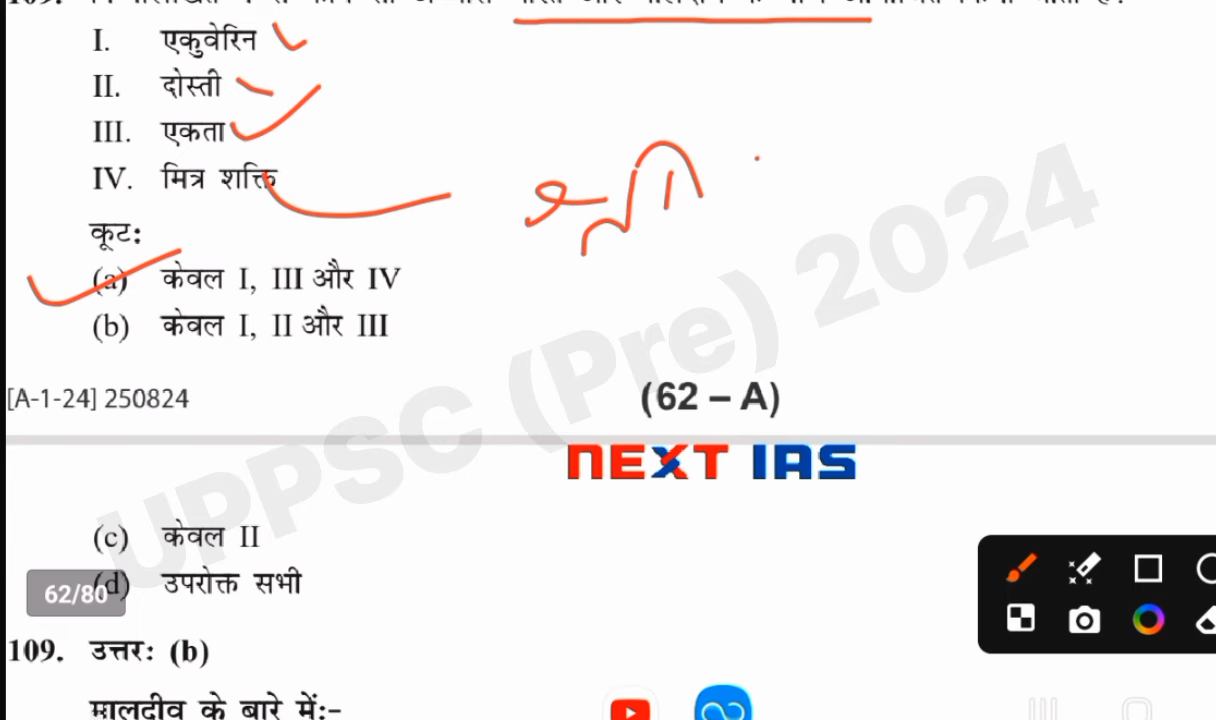 I. एकुवेरिन
II. दोस्ती
III. एकता
IV. मित्र शक्ति
कूटः
(a) केवल I, III और IV
(b) केवल I, II और III
[A-1-24] 250824
(62 – A)
UPPSC (Pre) 2024
NEXT IAS
(c) केवल II
(d) उपरोक्त सभी
62/80
109. उत्तरः (b)
मालदीव के बारे में:–